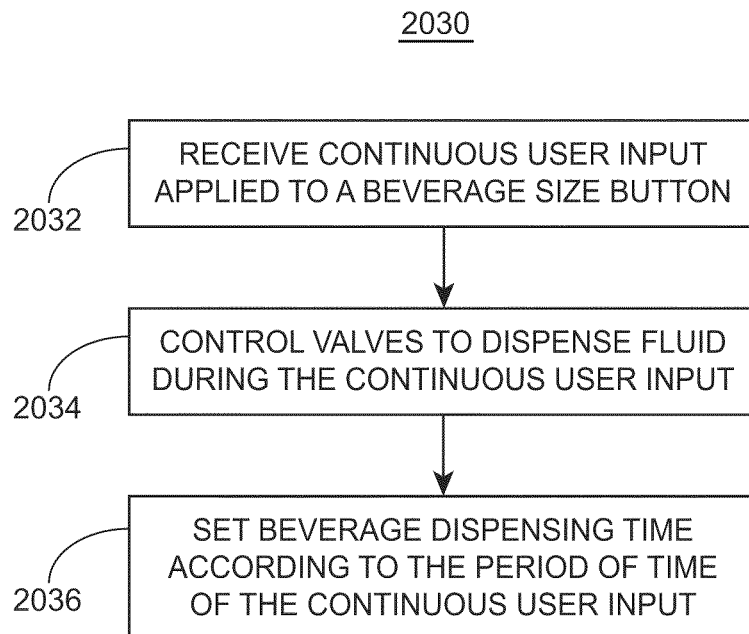 2030
RECEIVE CONTINUOUS USER INPUT
APPLIED TO A BEVERAGE SIZE BUTTON
2032
CONTROL VALVES TO DISPENSE FLUID
DURING THE CONTINUOUS USER INPUT
2034
SET BEVERAGE DISPENSING TIME
ACCORDING TO THE PERIOD OF TIME
OF THE CONTINUOUS USER INPUT
2036